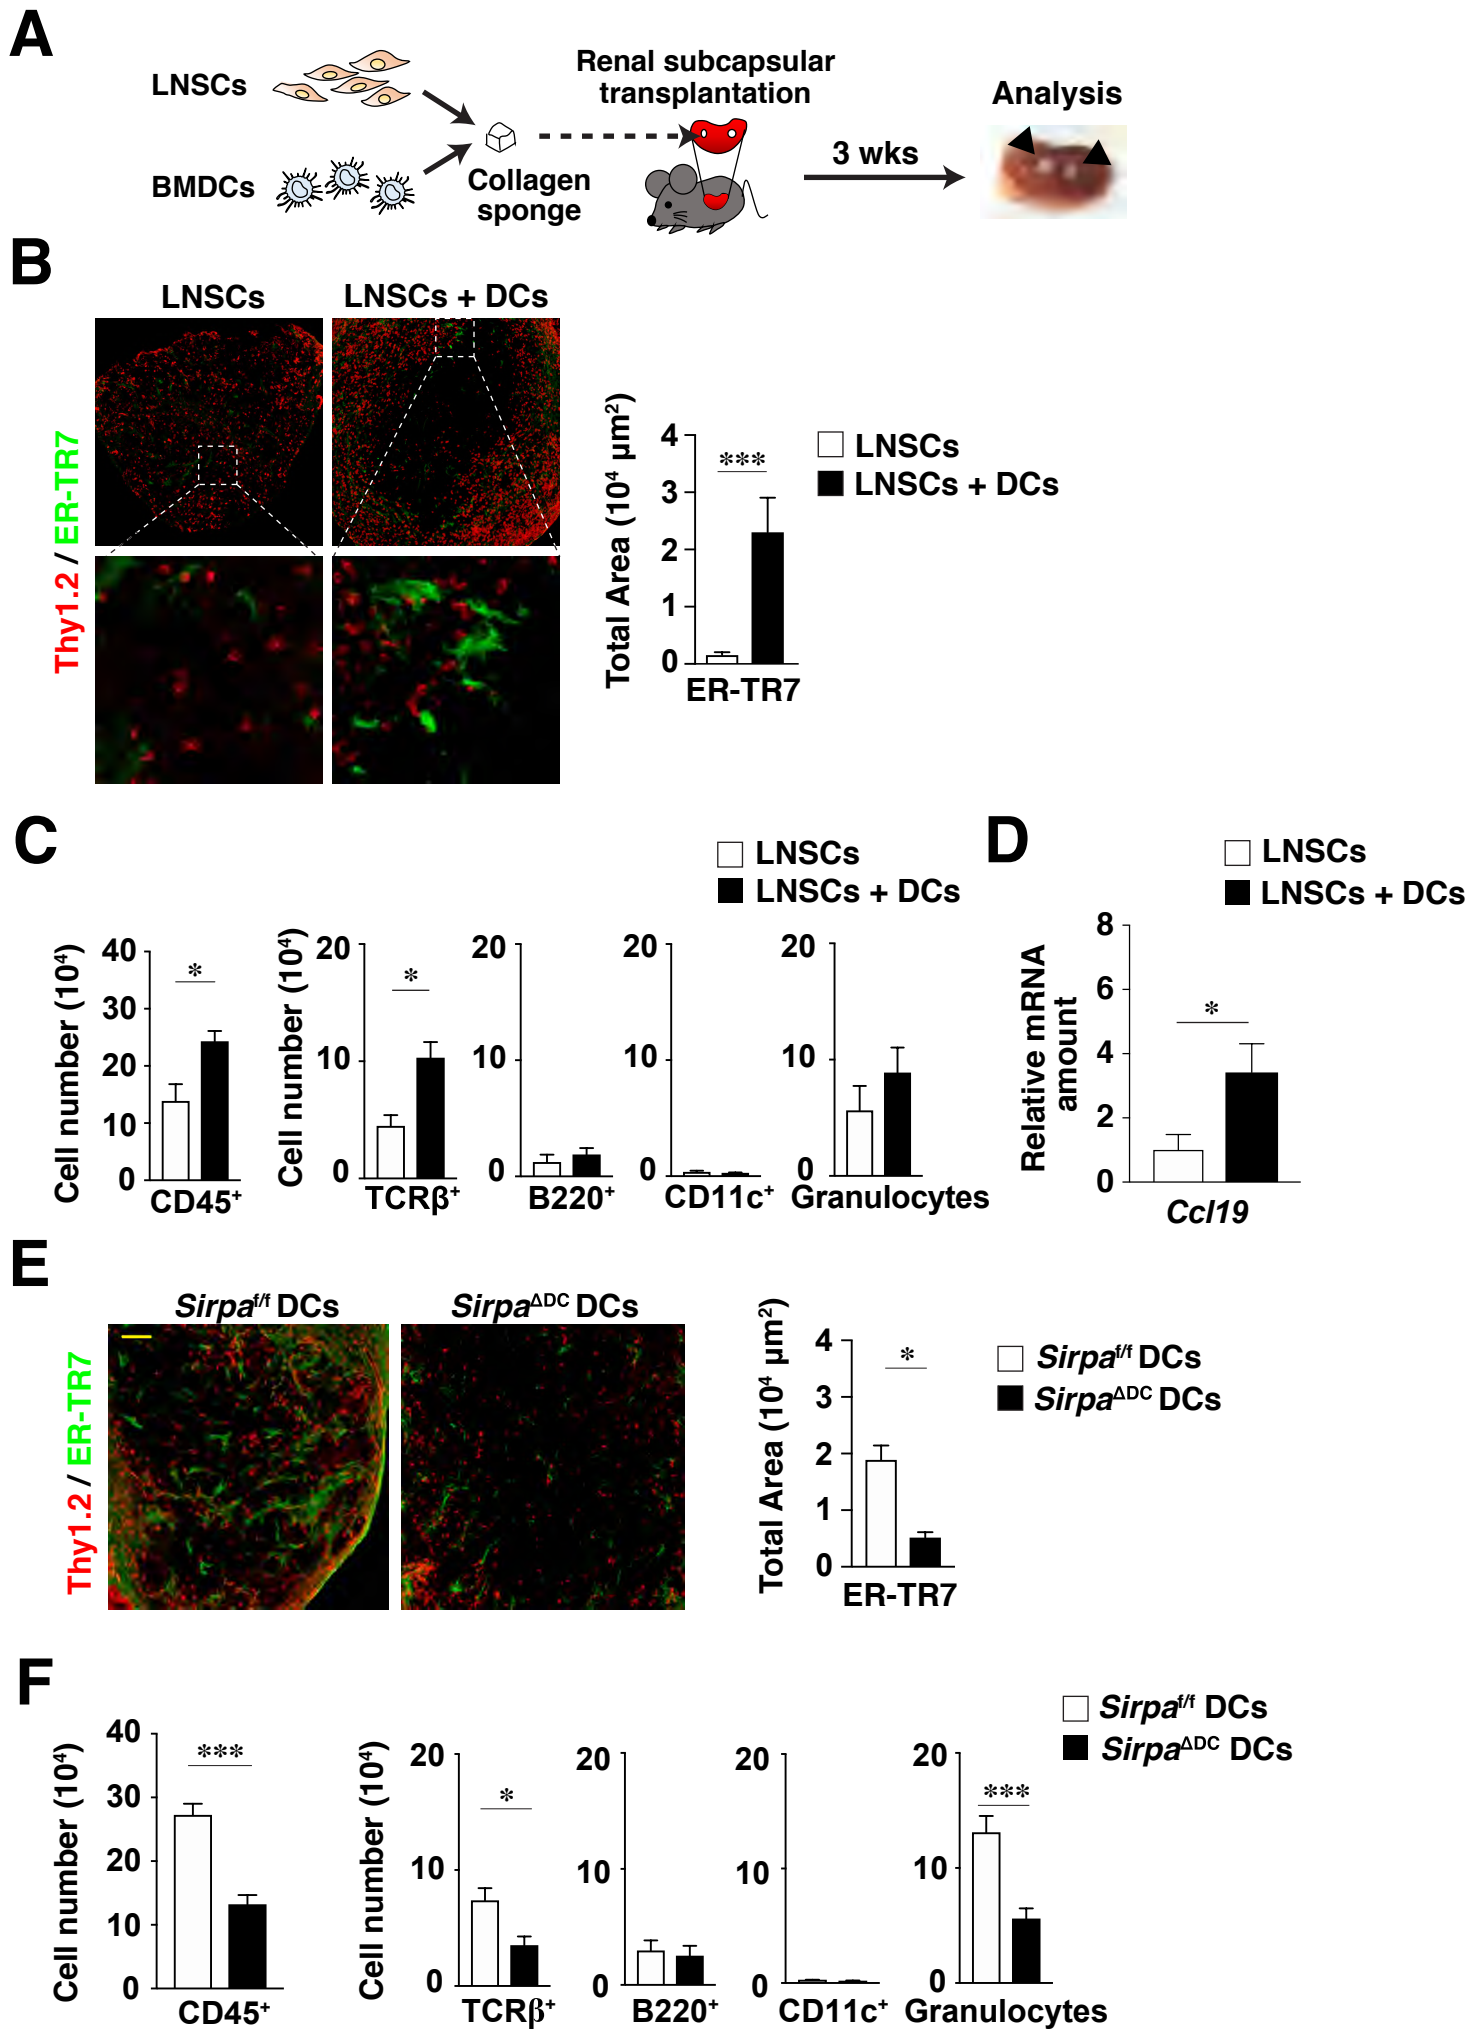 A
LNSCs
BMDCs
Collagen
sponge
Renal subcapsular
transplantation
3 wks
Analysis
B
LNSCs
LNSCs + DCs
Thy1.2 / ER-TR7
Total Area (10⁴ µm²)
4
3
2
1
0
***
ER-TR7
LNSCs
LNSCs + DCs
C
LNSCs
LNSCs + DCs
Cell number (10⁴)
40
30
20
10
0
*
CD45⁺
Cell number (10⁴)
20
10
0
*
TCRβ⁺
20
10
0
B220⁺
20
10
0
CD11c⁺
20
10
0
Granulocytes
D
LNSCs
LNSCs + DCs
Relative mRNA
amount
8
6
4
2
0
*
Ccl19
E
Sirpaᶠ/ᶠ DCs
Sirpa^ΔDC DCs
Thy1.2 / ER-TR7
Total Area (10⁴ µm²)
4
3
2
1
0
*
ER-TR7
Sirpaᶠ/ᶠ DCs
Sirpa^ΔDC DCs
F
Sirpaᶠ/ᶠ DCs
Sirpa^ΔDC DCs
Cell number (10⁴)
40
30
20
10
0
***
CD45⁺
Cell number (10⁴)
20
10
0
*
TCRβ⁺
20
10
0
B220⁺
20
10
0
CD11c⁺
20
10
0
***
Granulocytes